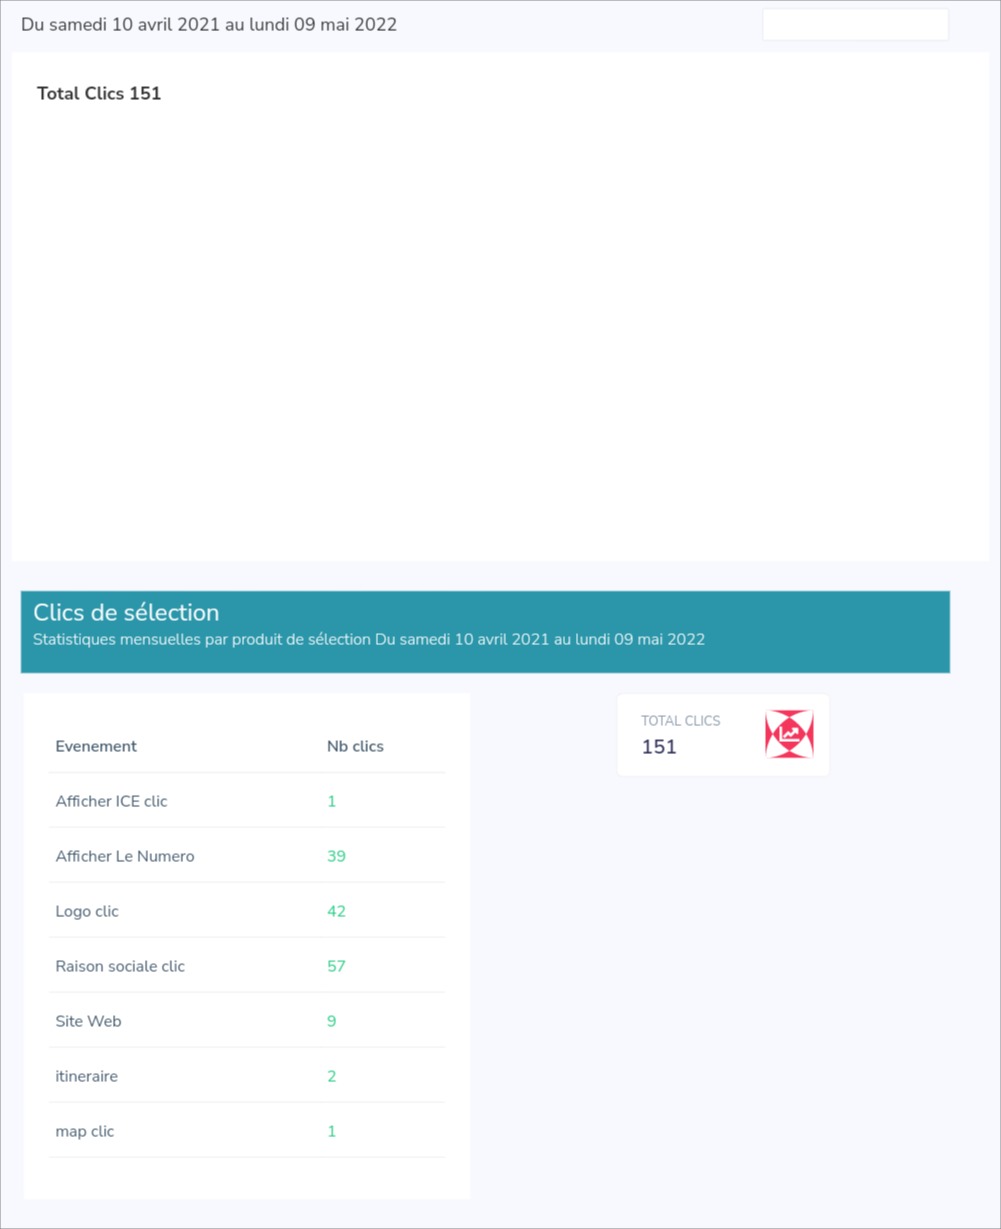 Du samedi 10 avril 2021 au lundi 09 mai 2022
Total Clics 151
Clics de sélection
Statistiques mensuelles par produit de sélection Du samedi 10 avril 2021 au lundi 09 mai 2022
Evenement Nb clics
Afficher ICE clic 1
Afficher Le Numero 39
Logo clic 42
Raison sociale clic 57
Site Web 9
itineraire 2
map clic 1
TOTAL CLICS
151